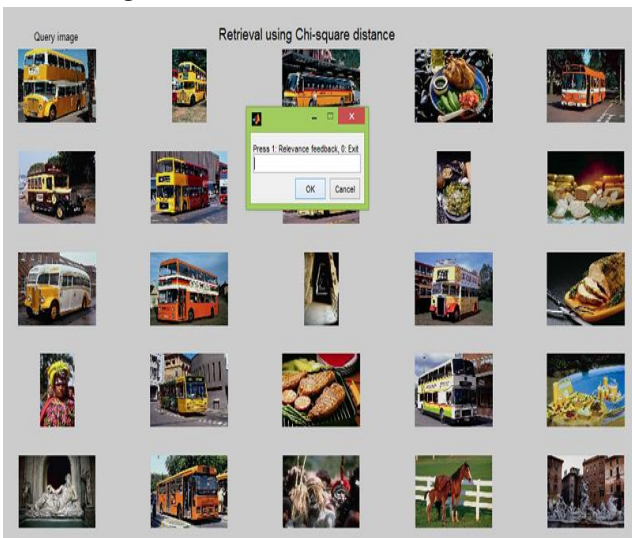 Retrieval using Chi-square distance
Query image
Press 1: Relevance feedback, 0: Exit
OK
Cancel